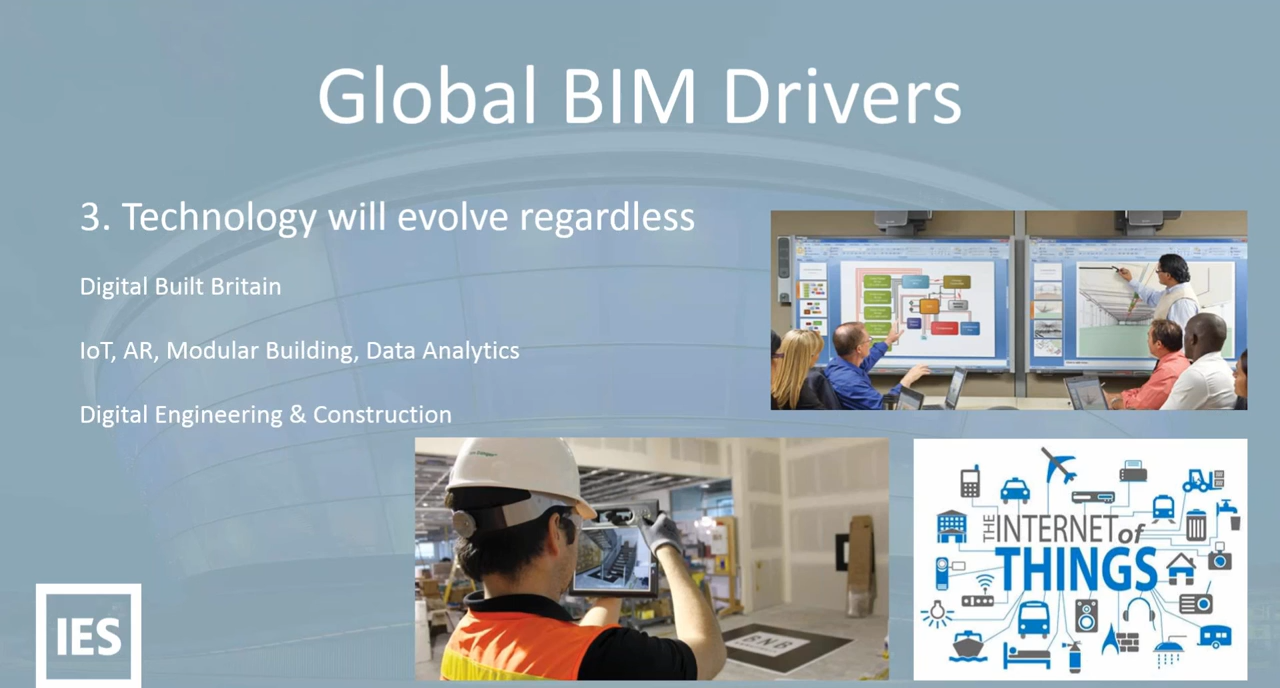 Global BIM Drivers
3. Technology will evolve regardless
Digital Built Britain
IoT, AR, Modular Building, Data Analytics
Digital Engineering & Construction
THE INTERNET of
THINGS
BNB
IES